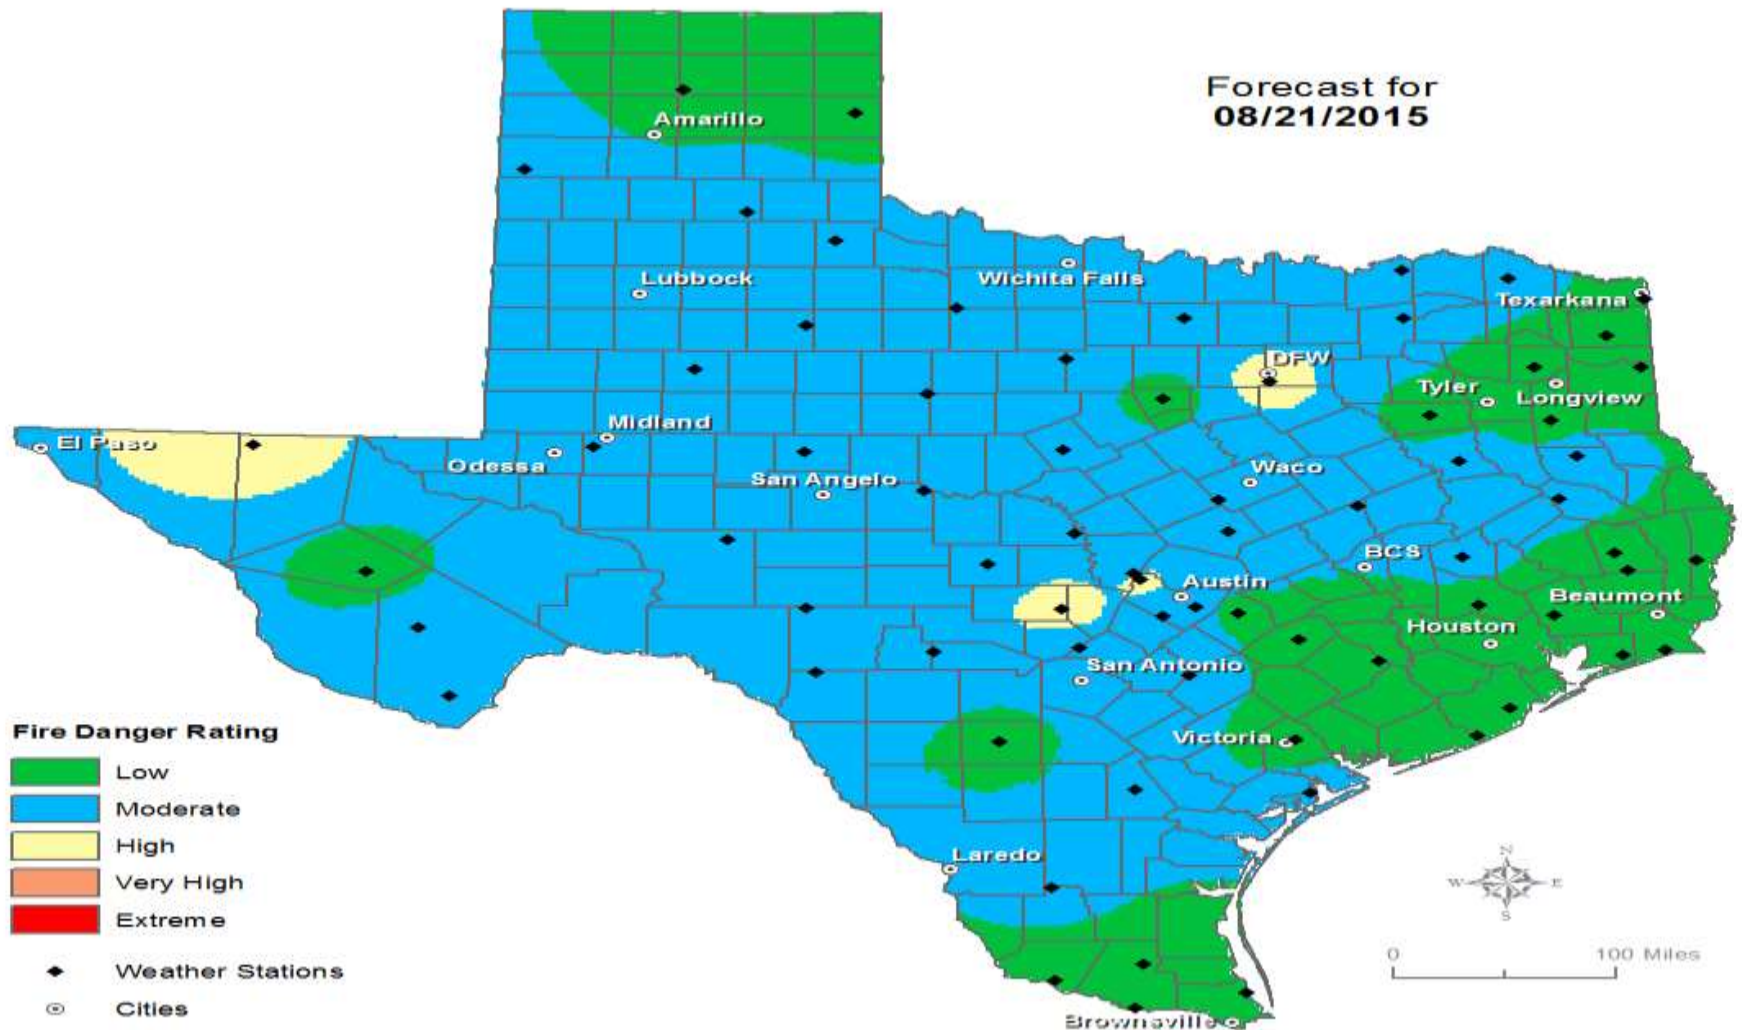 Forecast for
08/21/2015
Amarillo
Lubbock
Wichita Falls
Texarkana
DFW
Tyler
Longview
El Paso
Midland
Odessa
San Angelo
Waco
BCS
Austin
Beaumont
Houston
San Antonio
Victoria
Laredo
Brownsville
Fire Danger Rating
Low
Moderate
High
Very High
Extreme
Weather Stations
Cities
N
W E
S
0 100 Miles